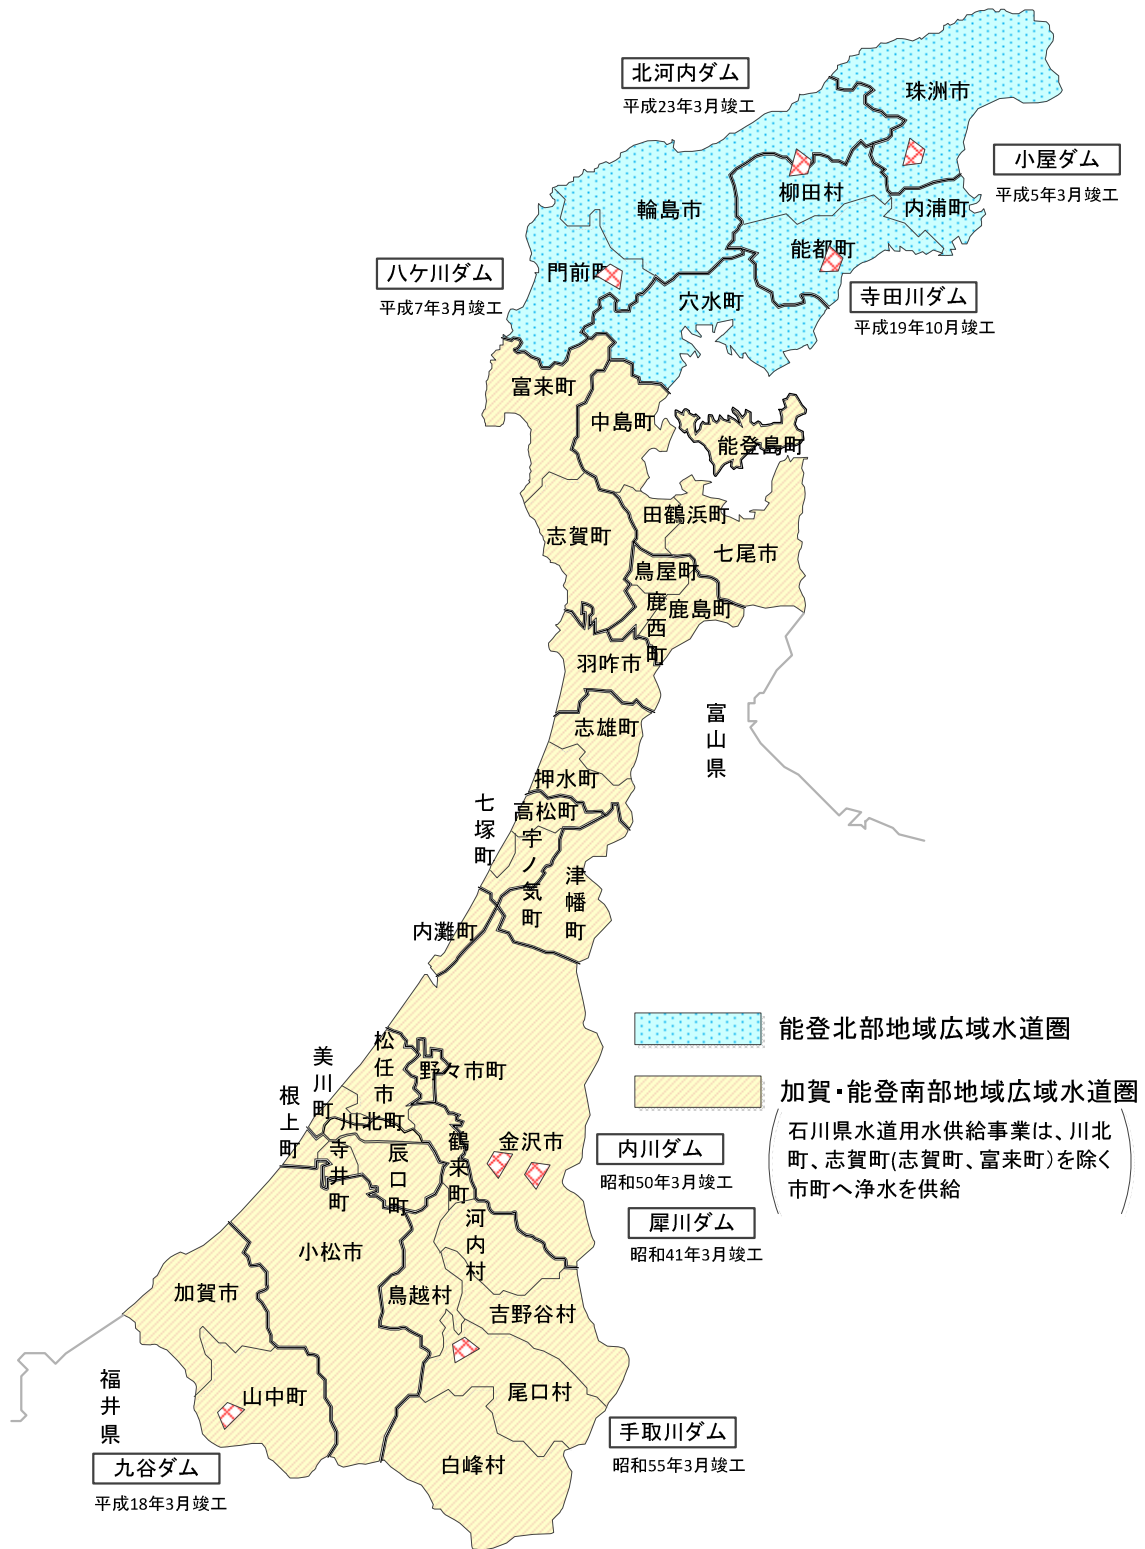 北河内ダム
平成23年3月竣工
珠洲市
小屋ダム
平成5年3月竣工
柳田村
内浦町
輪島市
能都町
八ケ川ダム
平成7年3月竣工
門前町
穴水町
寺田川ダム
平成19年10月竣工
富来町
中島町
能登島町
田鶴浜町
志賀町
七尾市
鳥屋町
鹿西町
鹿島町
羽咋市
富山県
志雄町
押水町
七塚町
高松町
宇ノ気町
津幡町
内灘町
能登北部地域広域水道圏
加賀・能登南部地域広域水道圏
石川県水道用水供給事業は、川北
町、志賀町(志賀町、富来町)を除く
市町へ浄水を供給
松任市
美川町
野々市町
根上町
川北町
寺井町
辰口町
鶴来町
金沢市
内川ダム
昭和50年3月竣工
犀川ダム
昭和41年3月竣工
河内村
小松市
加賀市
鳥越村
吉野谷村
福井県
山中町
尾口村
手取川ダム
昭和55年3月竣工
九谷ダム
平成18年3月竣工
白峰村